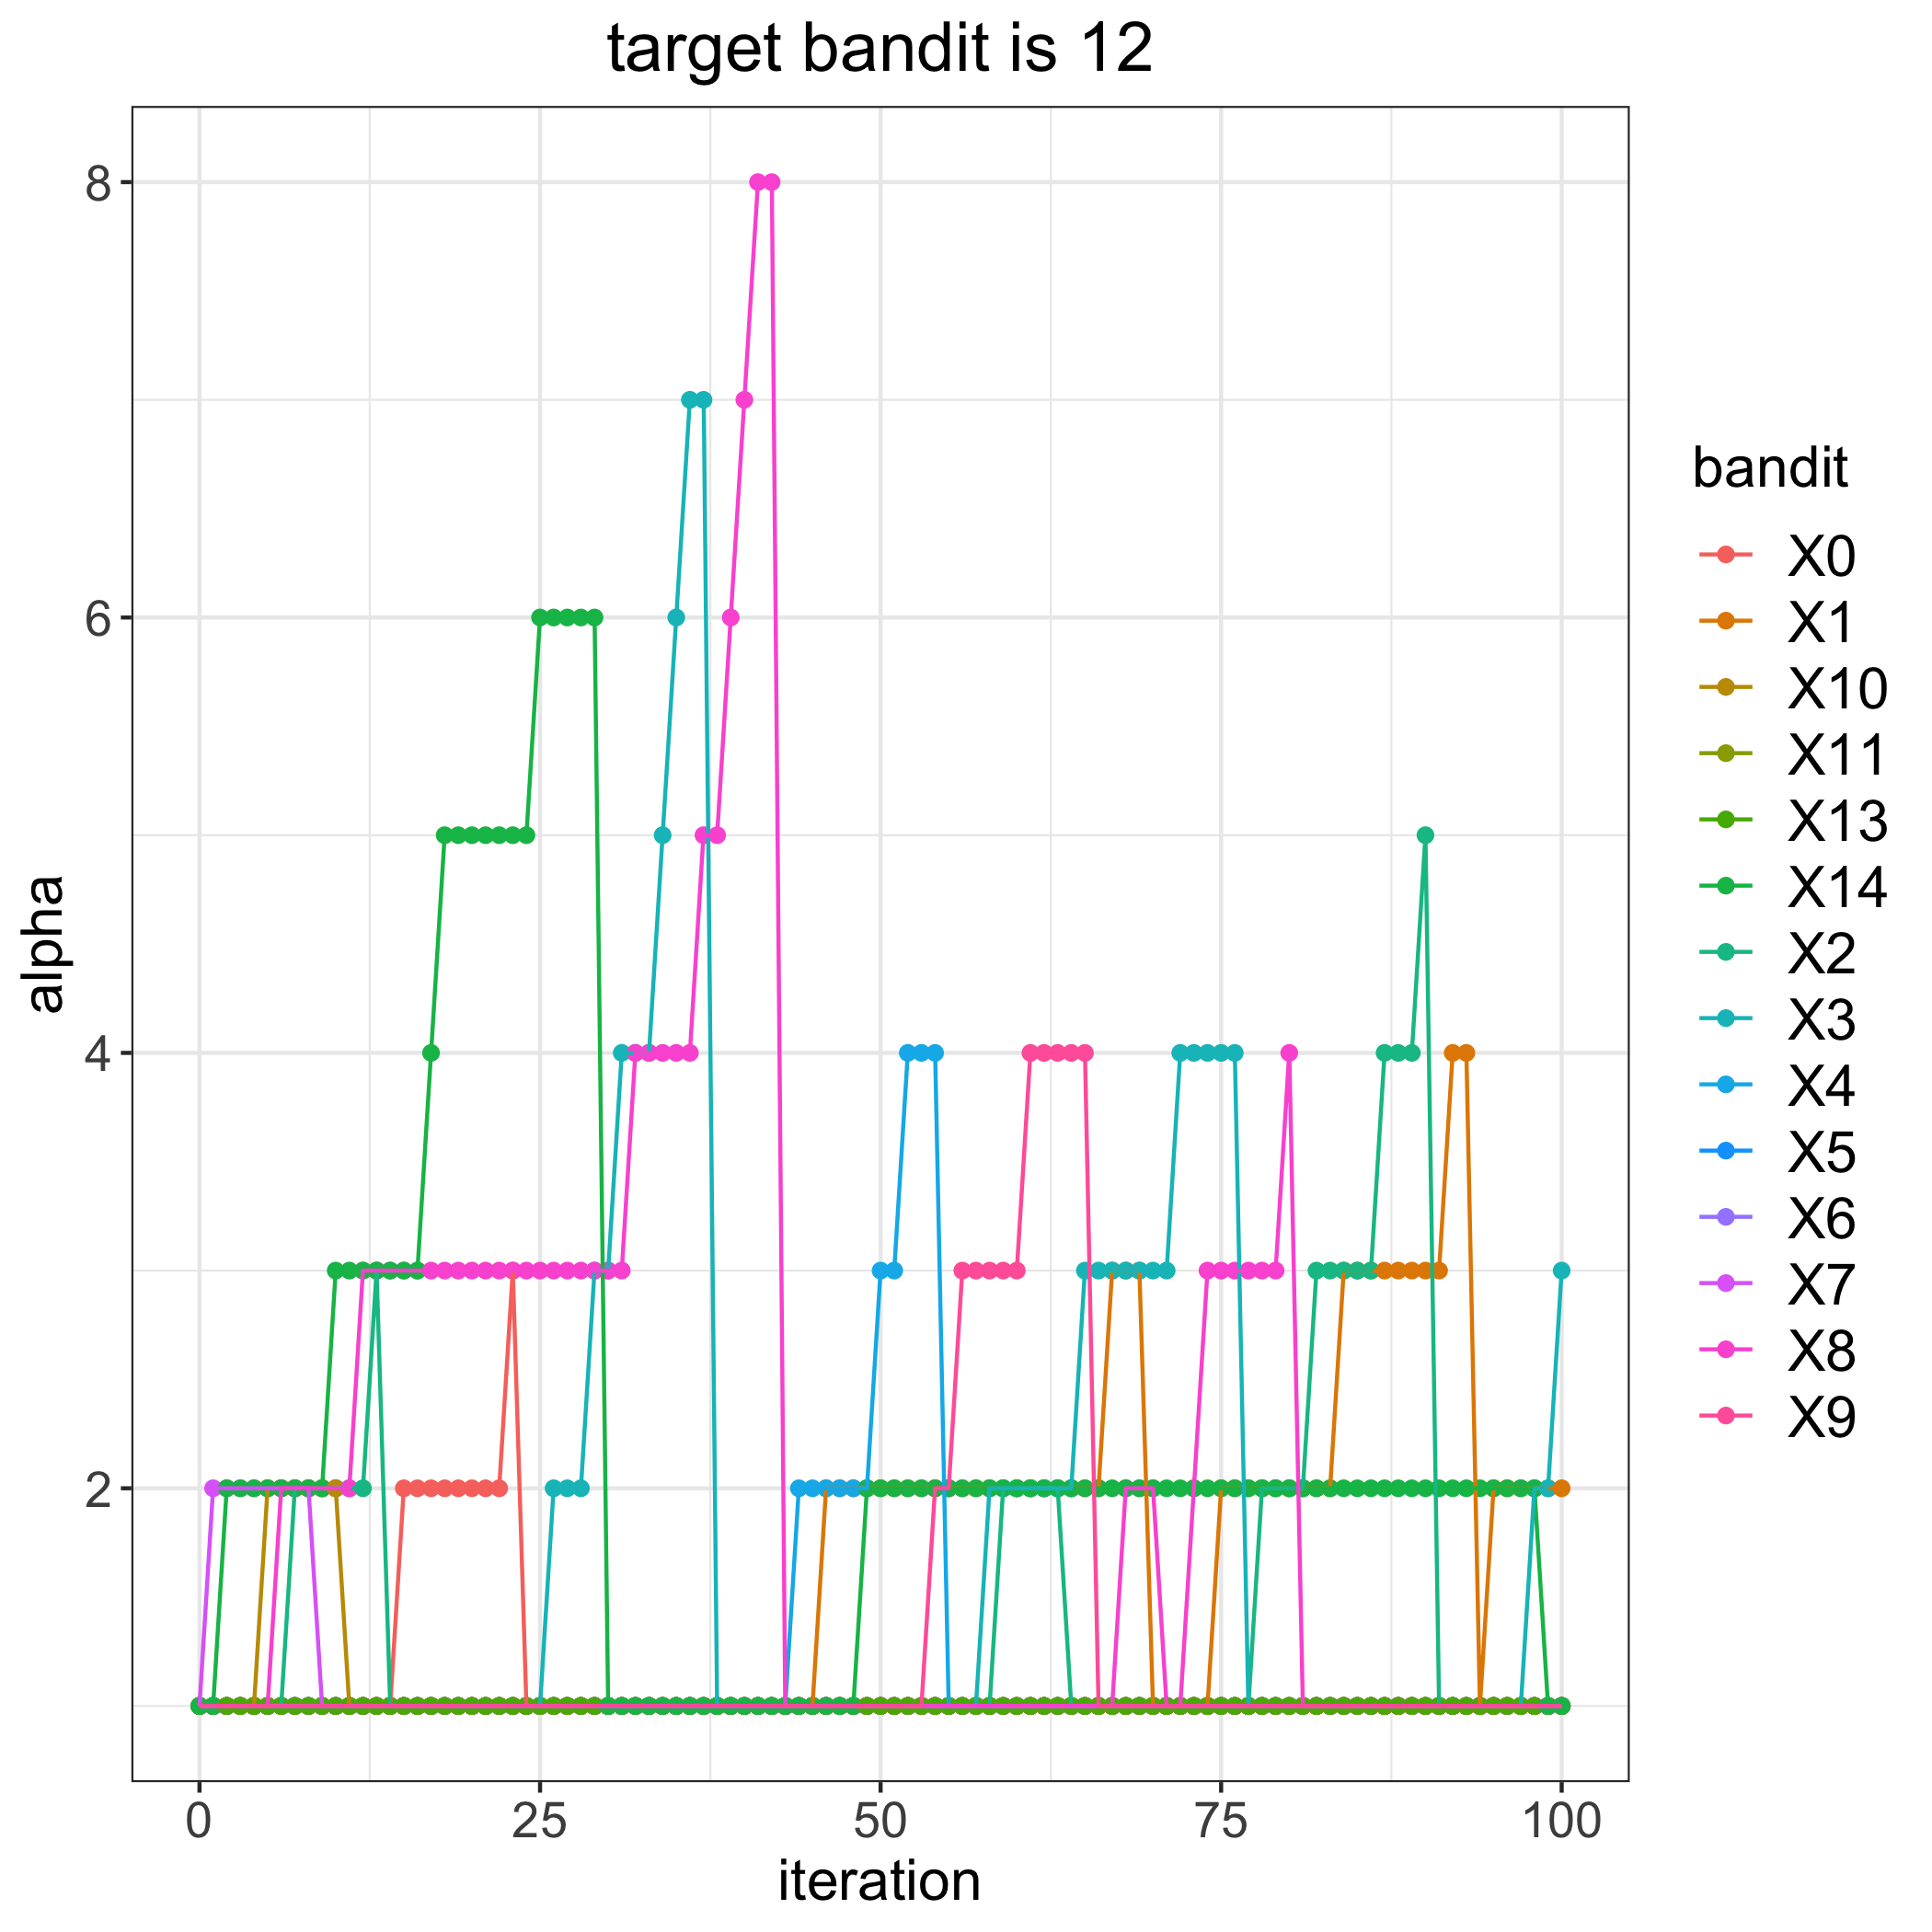 target bandit is 12
8
6
4
2
alpha
0
25
50
75
100
iteration
bandit
X0
X1
X10
X11
X13
X14
X2
X3
X4
X5
X6
X7
X8
X9